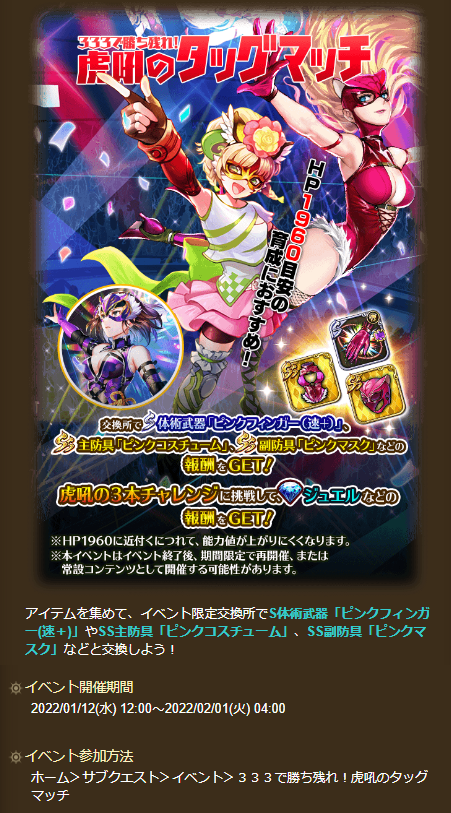 333で勝ち残れ!
虎吼のタッグマッチ
HP1960目安の
育成におすすめ!
交換所でS体術武器「ピンクフィンガー(速+)」、
SS主防具「ピンクコスチューム」、SS副防具「ピンクマスク」などの
報酬をGET!
虎吼の3本チャレンジに挑戦して、ジュエルなどの
報酬をGET!
※HP1960に近付くにつれて、能力値が上がりにくくなります。
※本イベントはイベント終了後、期間限定で再開催、または
常設コンテンツとして開催する可能性があります。
アイテムを集めて、イベント限定交換所でS体術武器「ピンクフィンガ
ー(速＋)」やSS主防具「ピンクコスチューム」、SS副防具「ピンクマ
スク」などと交換しよう！
イベント開催期間
2022/01/12(水) 12:00～2022/02/01(火) 04:00
イベント参加方法
ホーム＞サブクエスト＞イベント＞３３３で勝ち残れ！虎吼のタッグ
マッチ